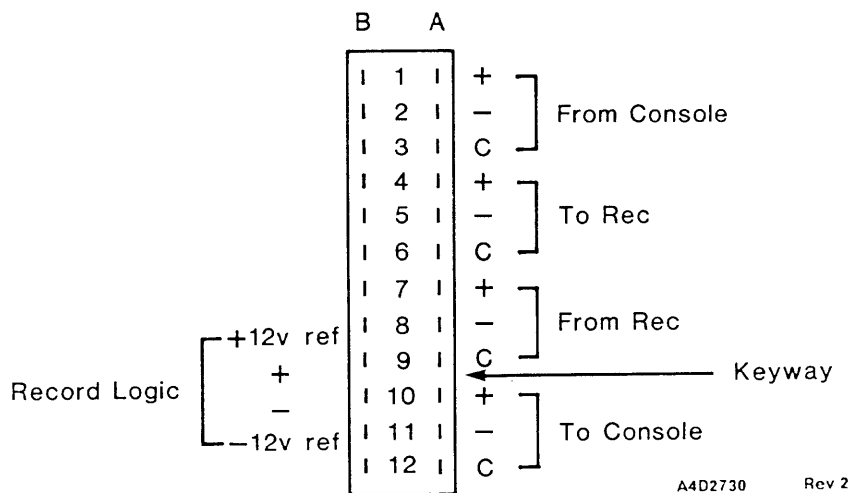 B A
1 +
2 − From Console
3 C
4 +
5 − To Rec
6 C
7 +
+12v ref 8 − From Rec
9 C
Record Logic + Keyway
− 10 +
−12v ref 11 − To Console
12 C
A4D2730 Rev 2